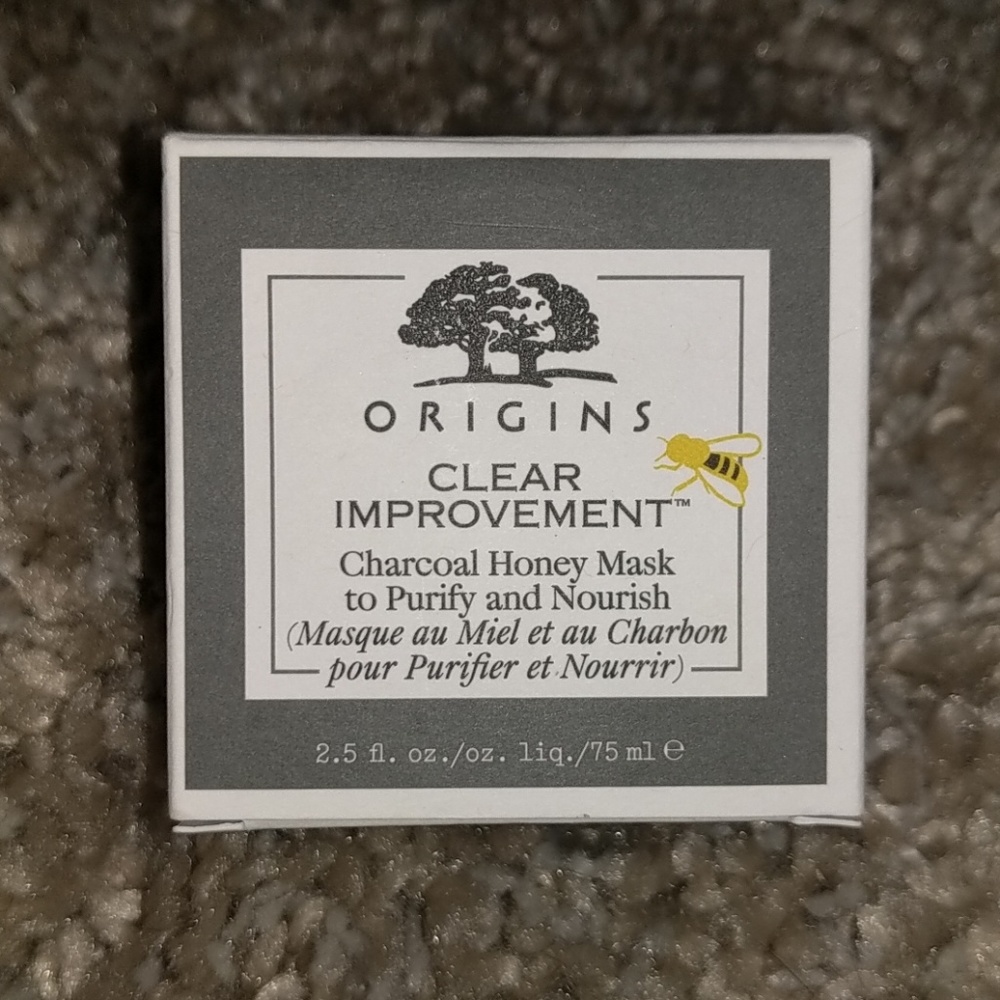 ORIGINS
CLEAR
IMPROVEMENT™
Charcoal Honey Mask
to Purify and Nourish
(Masque au Miel et au Charbon
pour Purifier et Nourrir)
2.5 fl. oz./oz. liq./75 ml ℮